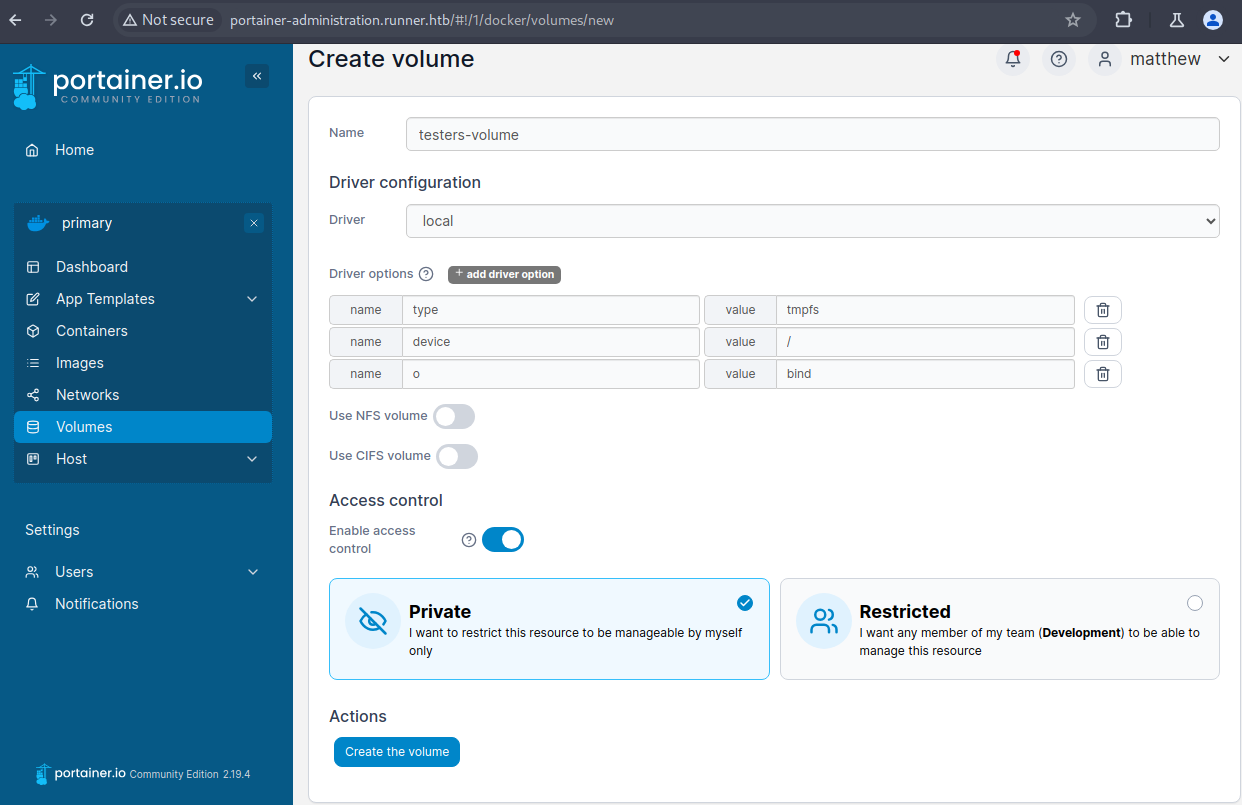 Not secure portainer-administration.runner.htb/#!/1/docker/volumes/new
portainer.io
COMMUNITY EDITION
Home
primary
Dashboard
App Templates
Containers
Images
Networks
Volumes
Host
Settings
Users
Notifications
portainer.io Community Edition 2.19.4
Create volume
matthew
Name testers-volume
Driver configuration
Driver local
Driver options + add driver option
name type value tmpfs
name device value /
name o value bind
Use NFS volume
Use CIFS volume
Access control
Enable access
control
Private
I want to restrict this resource to be manageable by myself
only
Restricted
I want any member of my team (Development) to be able to
manage this resource
Actions
Create the volume